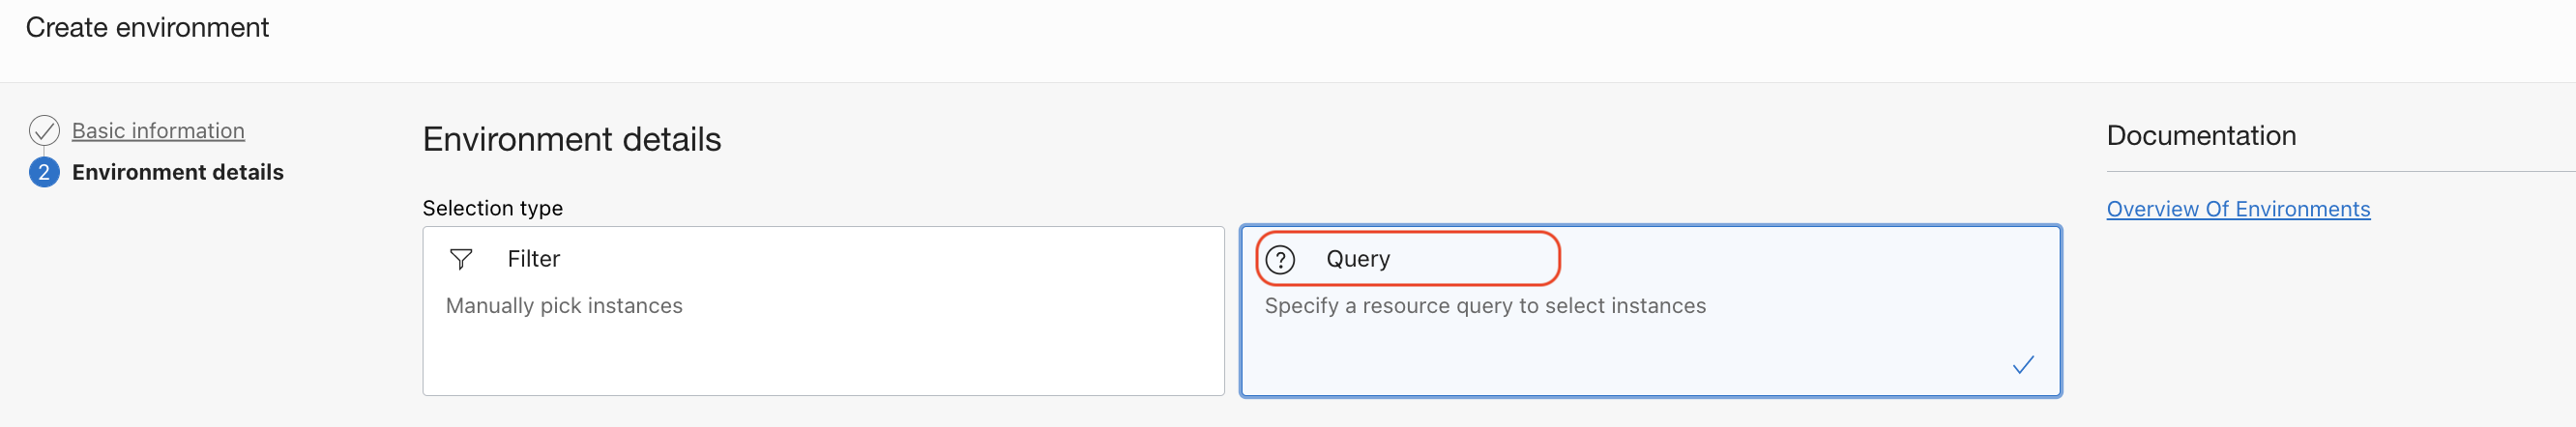 Create environment
Basic information
2 Environment details
Environment details
Selection type
Filter
Manually pick instances
Query
Specify a resource query to select instances
Documentation
Overview Of Environments